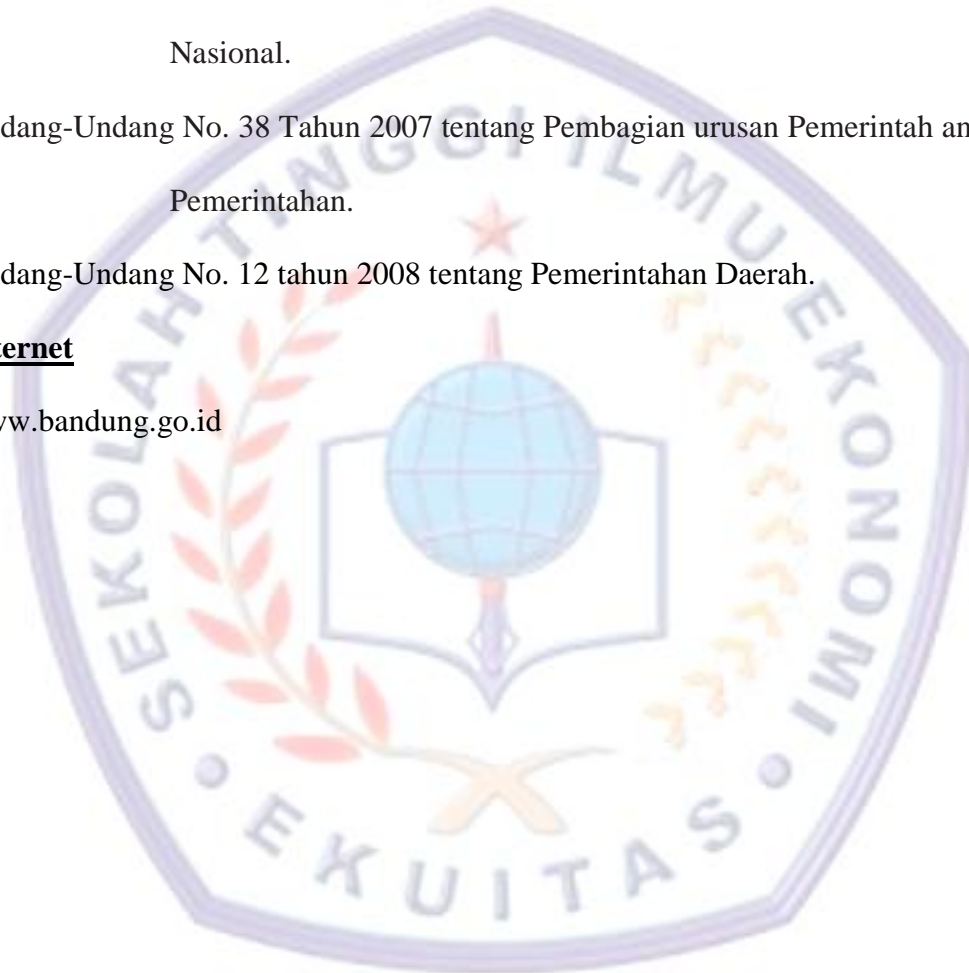 Nasional.
dang-Undang No. 38 Tahun 2007 tentang Pembagian urusan Pemerintah an
Pemerintahan.
dang-Undang No. 12 tahun 2008 tentang Pemerintahan Daerah.
ternet
w.bandung.go.id
SEKOLAH TINGGI ILMU EKONOMI
EKUITAS